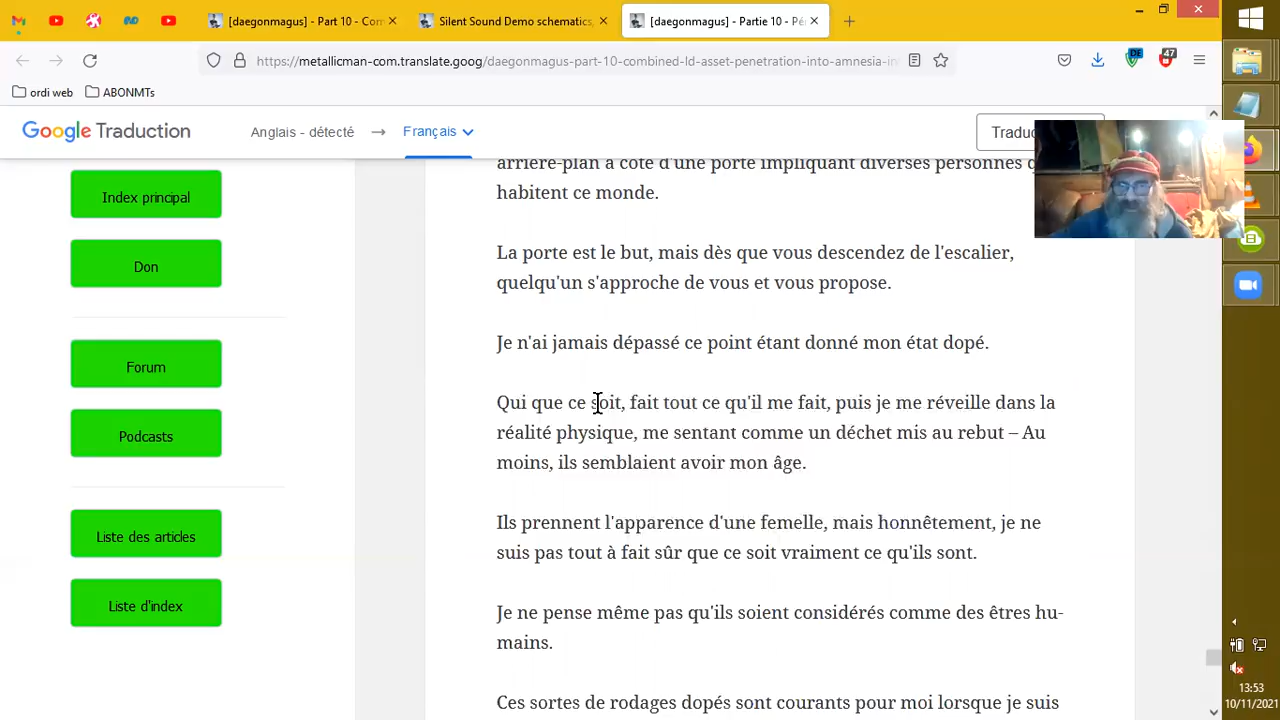 [daegonmagus] - Part 10 - Com
Silent Sound Demo schematics,
[daegonmagus] - Partie 10 - Pé
https://metallicman-com.translate.goog/daegonmagus-part-10-combined-ld-asset-penetration-into-amnesia-in
DE
47
ordi web
ABONMTs
Google Traduction
Anglais - détecté
Français
Traduc
Index principal
Don
Forum
Podcasts
Liste des articles
Liste d'index
arrière-plan à côté d'une porte impliquant diverses personnes q
habitent ce monde.
La porte est le but, mais dès que vous descendez de l'escalier,
quelqu'un s'approche de vous et vous propose.
Je n'ai jamais dépassé ce point étant donné mon état dopé.
Qui que ce soit, fait tout ce qu'il me fait, puis je me réveille dans la
réalité physique, me sentant comme un déchet mis au rebut – Au
moins, ils semblaient avoir mon âge.
Ils prennent l'apparence d'une femelle, mais honnêtement, je ne
suis pas tout à fait sûr que ce soit vraiment ce qu'ils sont.
Je ne pense même pas qu'ils soient considérés comme des êtres hu-
mains.
Ces sortes de rodages dopés sont courants pour moi lorsque je suis
13:53
10/11/2021